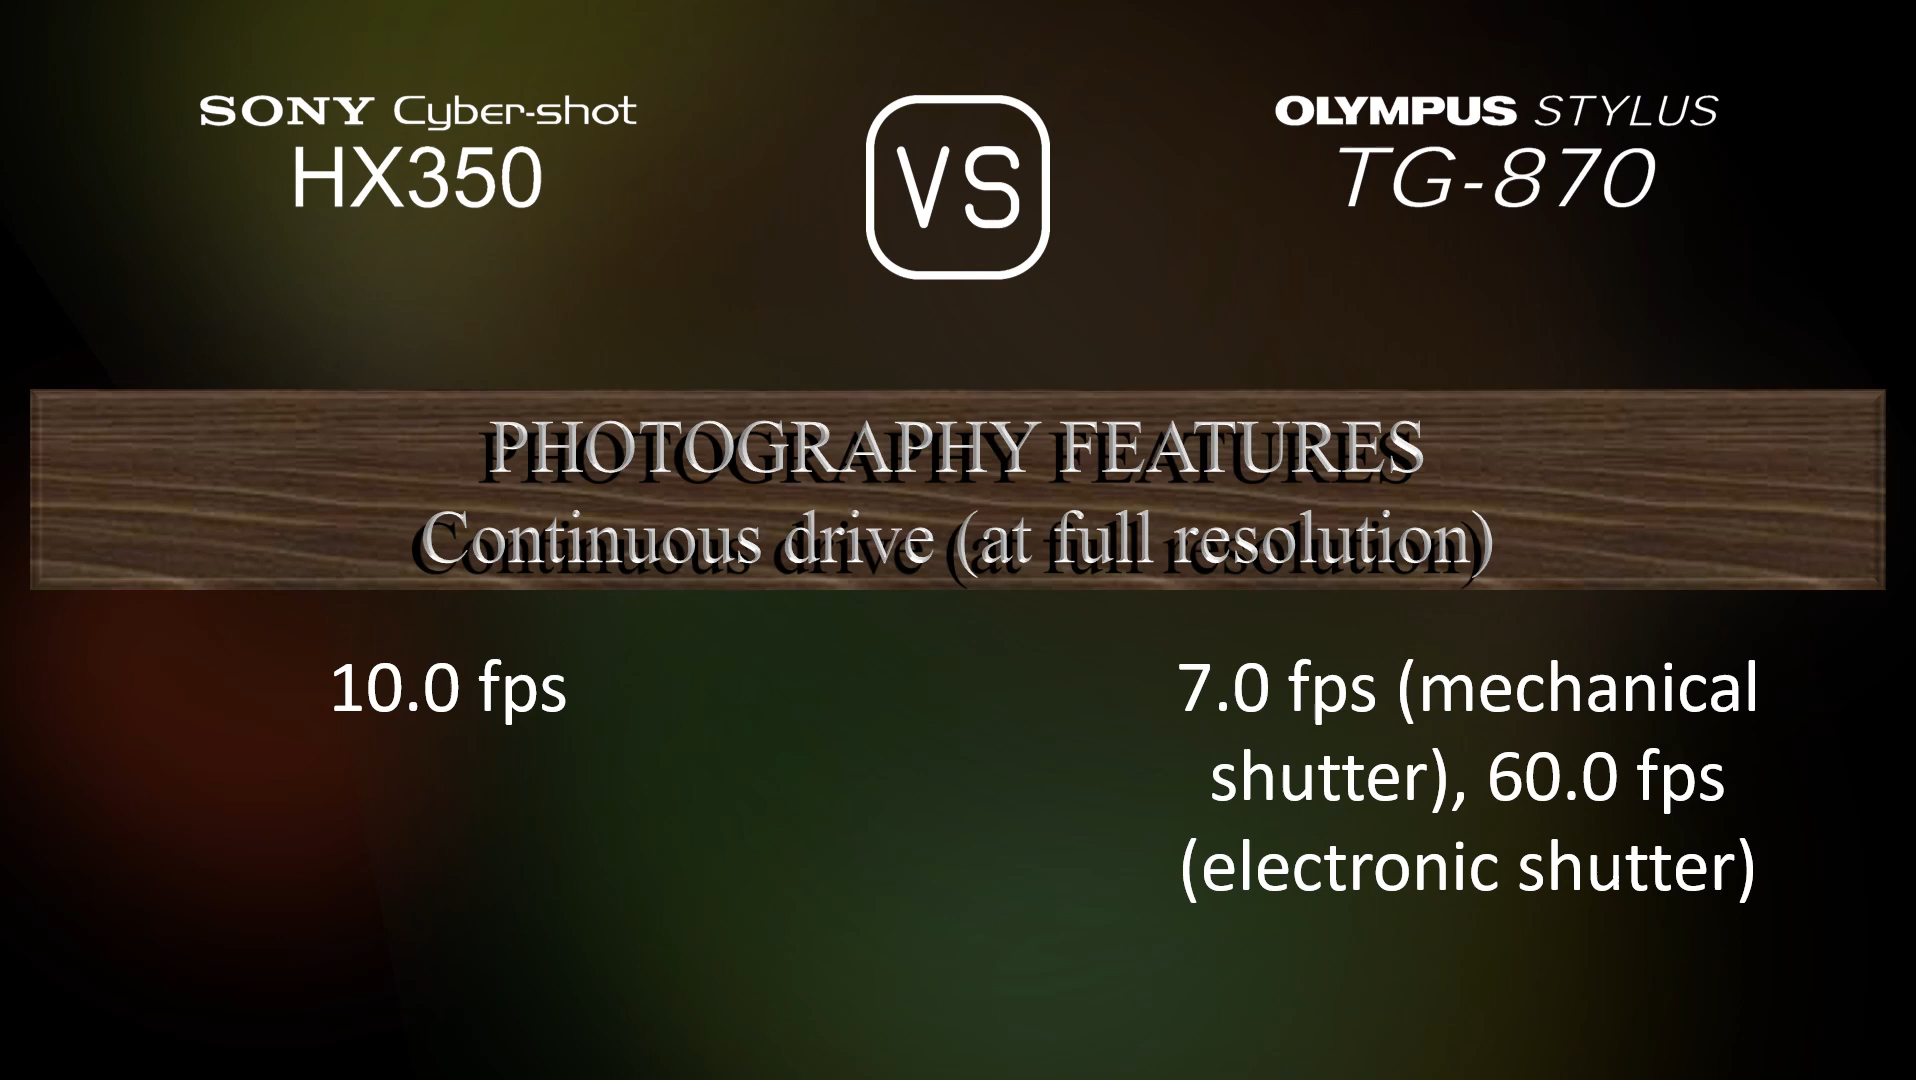 SONY Cyber-shot
HX350
VS
OLYMPUS STYLUS
TG-870
PHOTOGRAPHY FEATURES
Continuous drive (at full resolution)
10.0 fps
7.0 fps (mechanical
shutter), 60.0 fps
(electronic shutter)